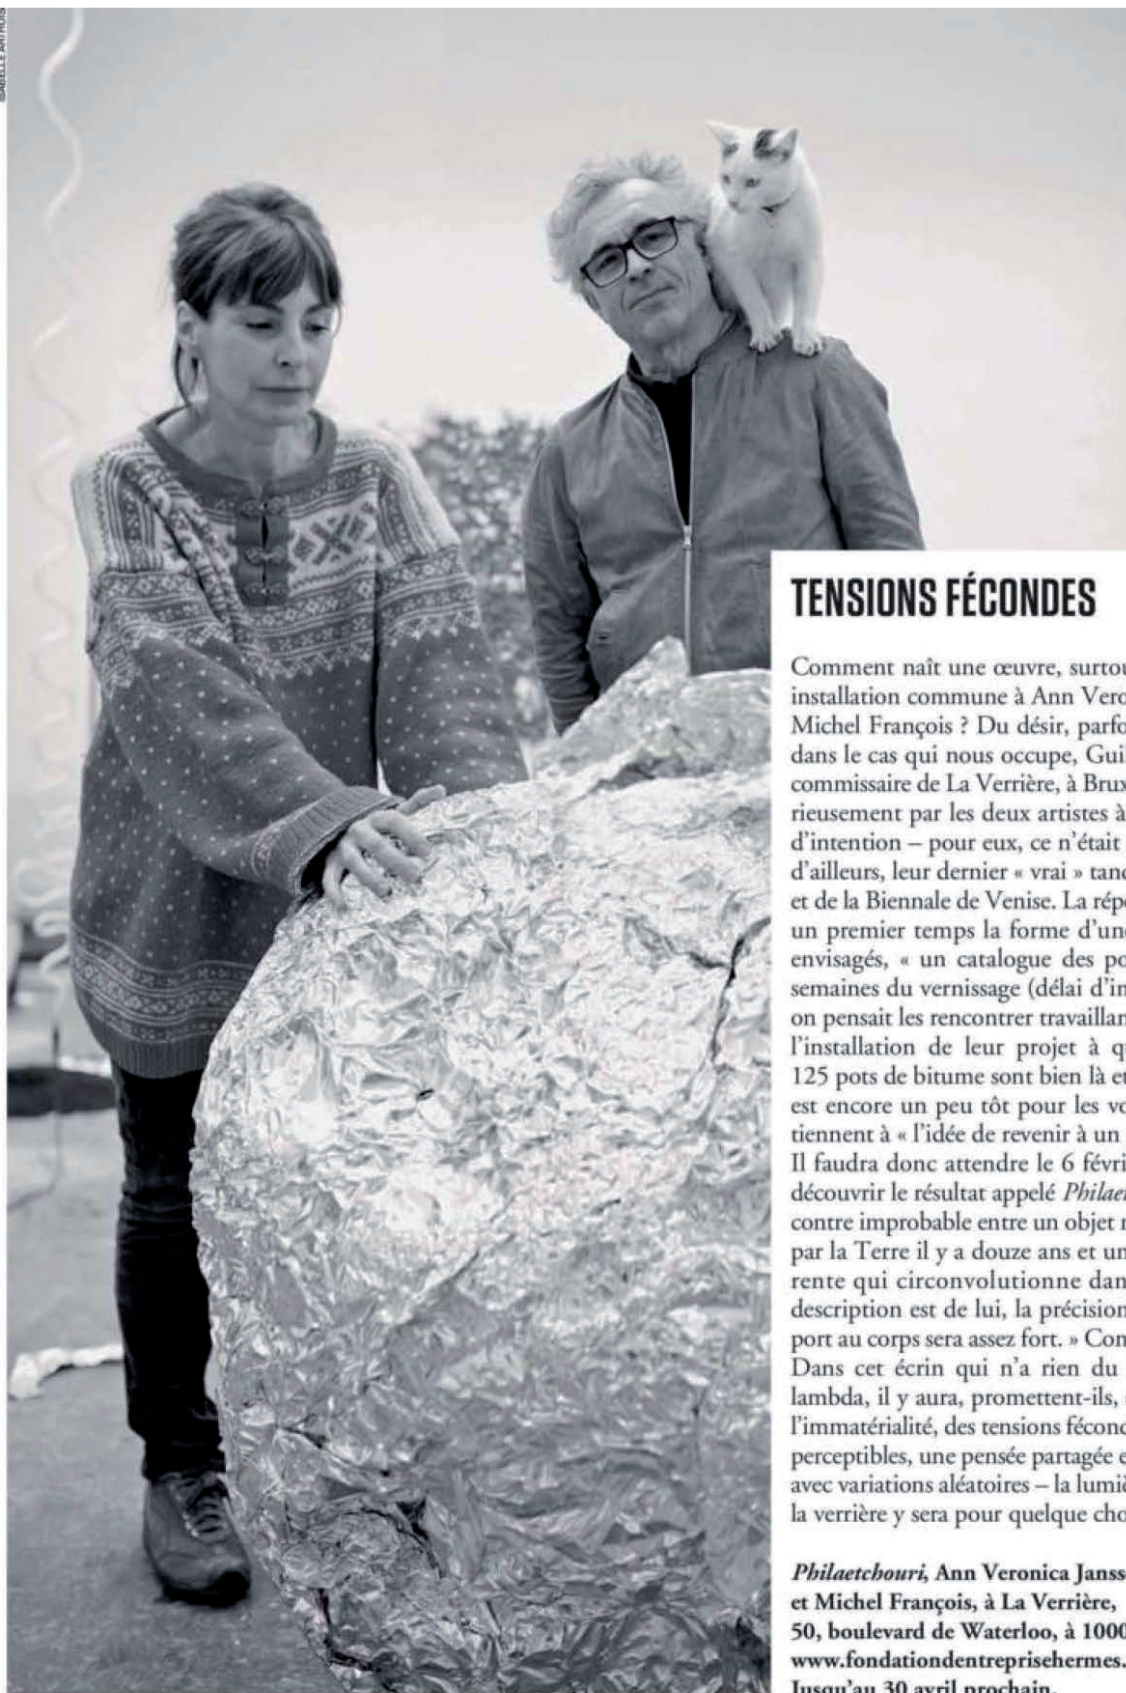 ISABELLE ARTHUIS
TENSIONS FÉCONDES
Comment naît une œuvre, surtou
installation commune à Ann Vero
Michel François ? Du désir, parfo
dans le cas qui nous occupe, Gui
commissaire de La Verrière, à Brux
rieusement par les deux artistes à
d'intention – pour eux, ce n'était
d'ailleurs, leur dernier « vrai » tand
et de la Biennale de Venise. La répo
un premier temps la forme d'une
envisagés, « un catalogue des po
semaines du vernissage (délai d'in
on pensait les rencontrer travaillan
l'installation de leur projet à qu
125 pots de bitume sont bien là et
est encore un peu tôt pour les vo
tiennent à « l'idée de revenir à un
Il faudra donc attendre le 6 févri
découvrir le résultat appelé Philae
contre improbable entre un objet r
par la Terre il y a douze ans et un
rente qui circonvolutionne dan
description est de lui, la précision
port au corps sera assez fort. » Con
Dans cet écrin qui n'a rien du
lambda, il y aura, promettent-ils,
l'immatérialité, des tensions fécond
perceptibles, une pensée partagée e
avec variations aléatoires – la lumiè
la verrière y sera pour quelque cho
Philaetchouri, Ann Veronica Jansse
et Michel François, à La Verrière,
50, boulevard de Waterloo, à 1000
www.fondationdentreprisehermes.
Jusqu'au 30 avril prochain.